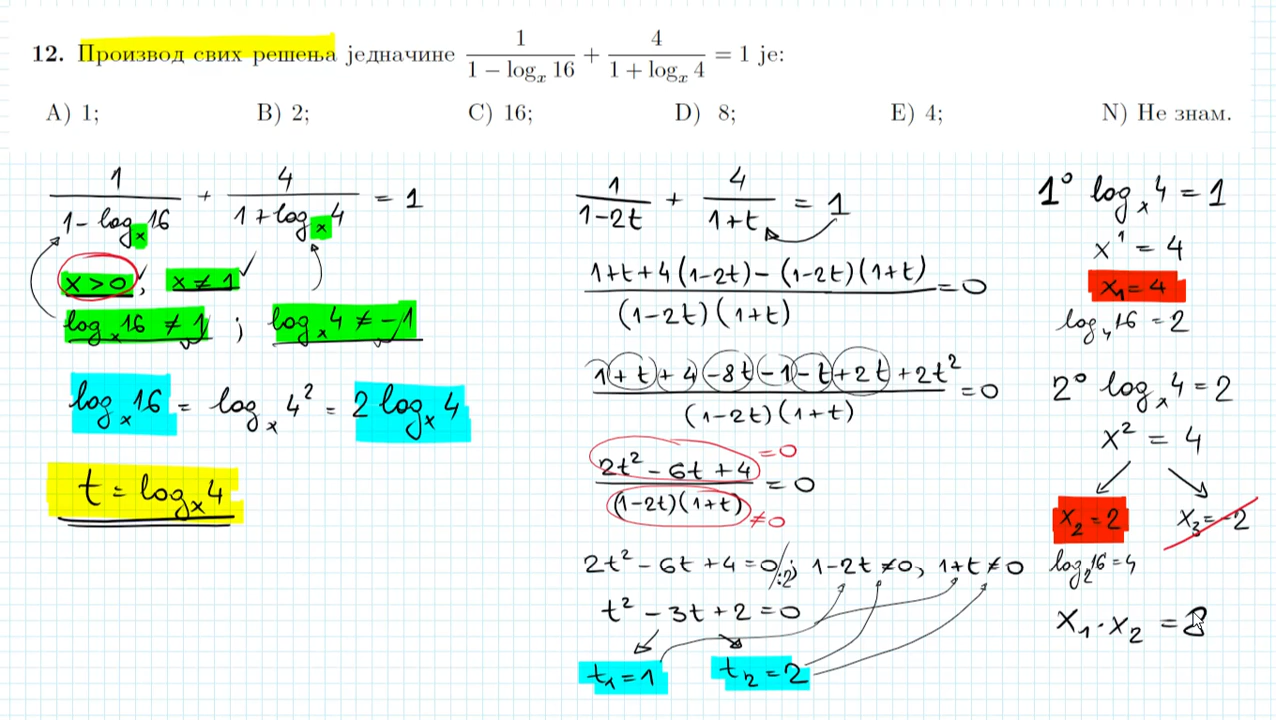 12. Производ свих решења једначине 1/(1 − log_x 16) + 4/(1 + log_x 4) = 1 је:
A) 1; B) 2; C) 16; D) 8; E) 4; N) Не знам.
1/(1 - log_x 16) + 4/(1 + log_x 4) = 1
x > 0 ; x ≠ 1
log_x 16 ≠ 1 ; log_x 4 ≠ -1
log_x 16 = log_x 4² = 2 log_x 4
t = log_x 4
1/(1-2t) + 4/(1+t) = 1
(1+t+4(1-2t)-(1-2t)(1+t))/((1-2t)(1+t)) = 0
(1+t+4-8t-1-t+2t+2t²)/((1-2t)(1+t)) = 0
(2t²-6t+4)/((1-2t)(1+t)) = 0
= 0
≠ 0
2t² - 6t + 4 = 0 /:2 ; 1-2t ≠ 0, 1+t ≠ 0
t² - 3t + 2 = 0
t₁ = 1 t₂ = 2
1° log_x 4 = 1
x¹ = 4
x₁ = 4
log₄ 16 = 2
2° log_x 4 = 2
x² = 4
x₂ = 2 x₃ = -2
log₂ 16 = 4
x₁ · x₂ = 8